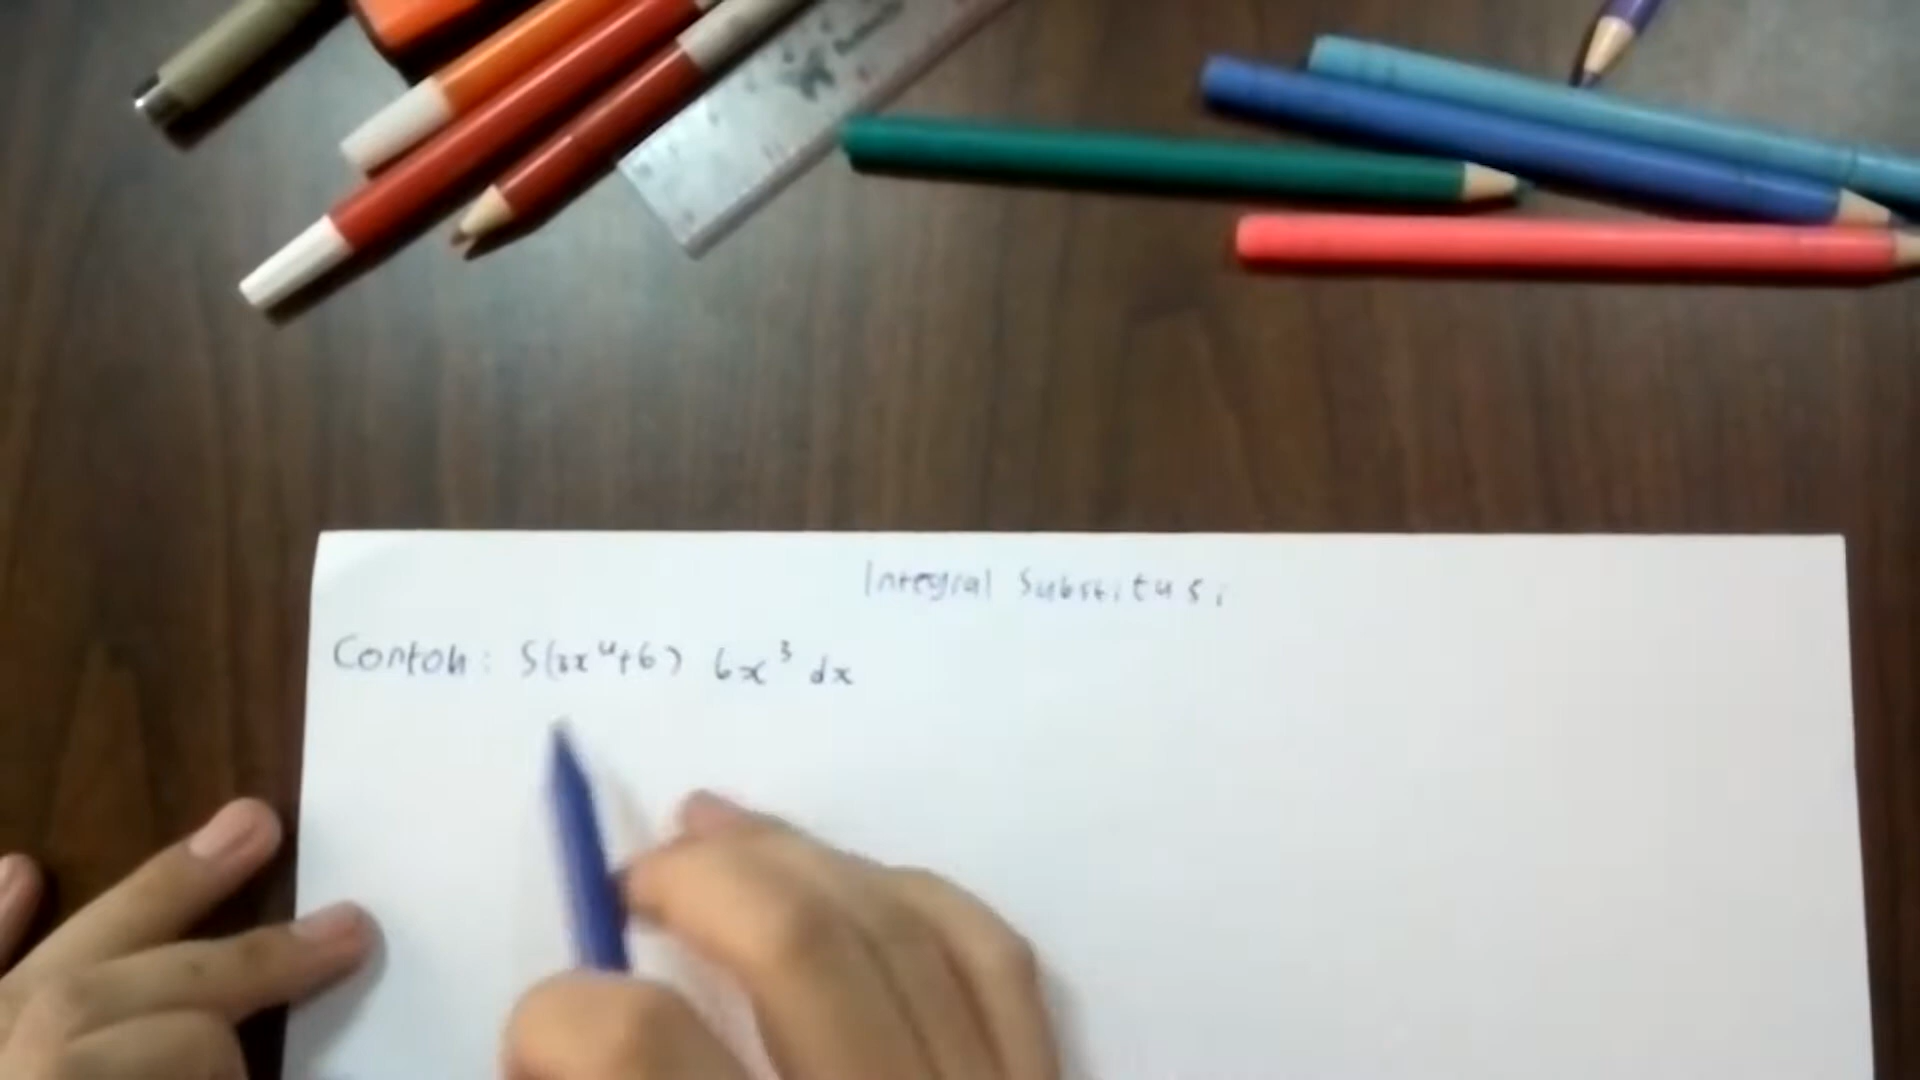 Integral Substitusi
Contoh: ∫(3x⁴+6) 6x³ dx